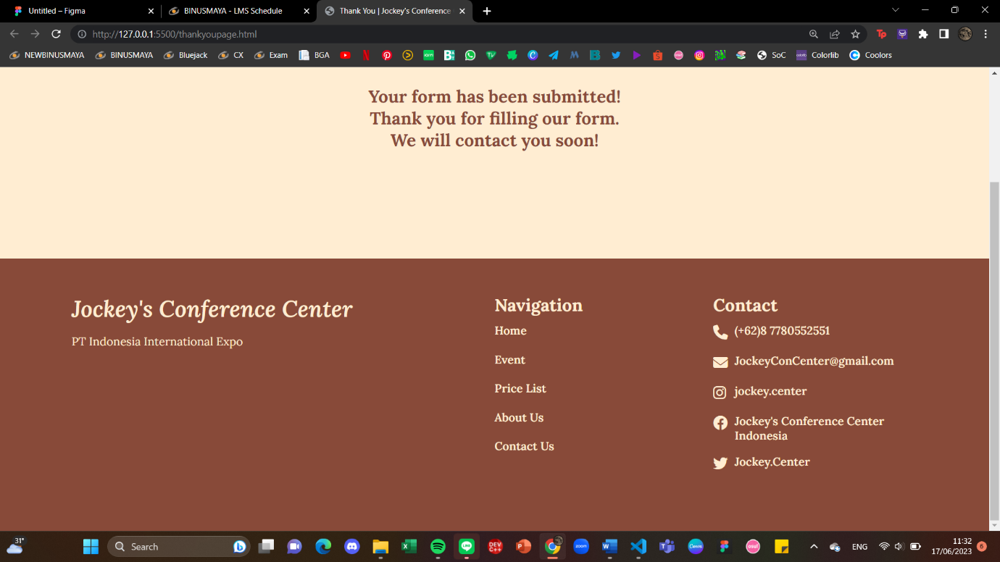 Untitled – Figma
BINUSMAYA - LMS Schedule
Thank You | Jockey's Conference
http://127.0.0.1:5500/thankyoupage.html
NEWBINUSMAYA
BINUSMAYA
Bluejack
CX
Exam
BGA
SoC
Colorlib
Coolors
Your form has been submitted!
Thank you for filling our form.
We will contact you soon!
Jockey's Conference Center
PT Indonesia International Expo
Navigation
Home
Event
Price List
About Us
Contact Us
Contact
(+62)8 7780552551
JockeyConCenter@gmail.com
jockey.center
Jockey's Conference Center
Indonesia
Jockey.Center
31°
Search
DEV
C++
zoom
ENG
11:32
17/06/2023
6